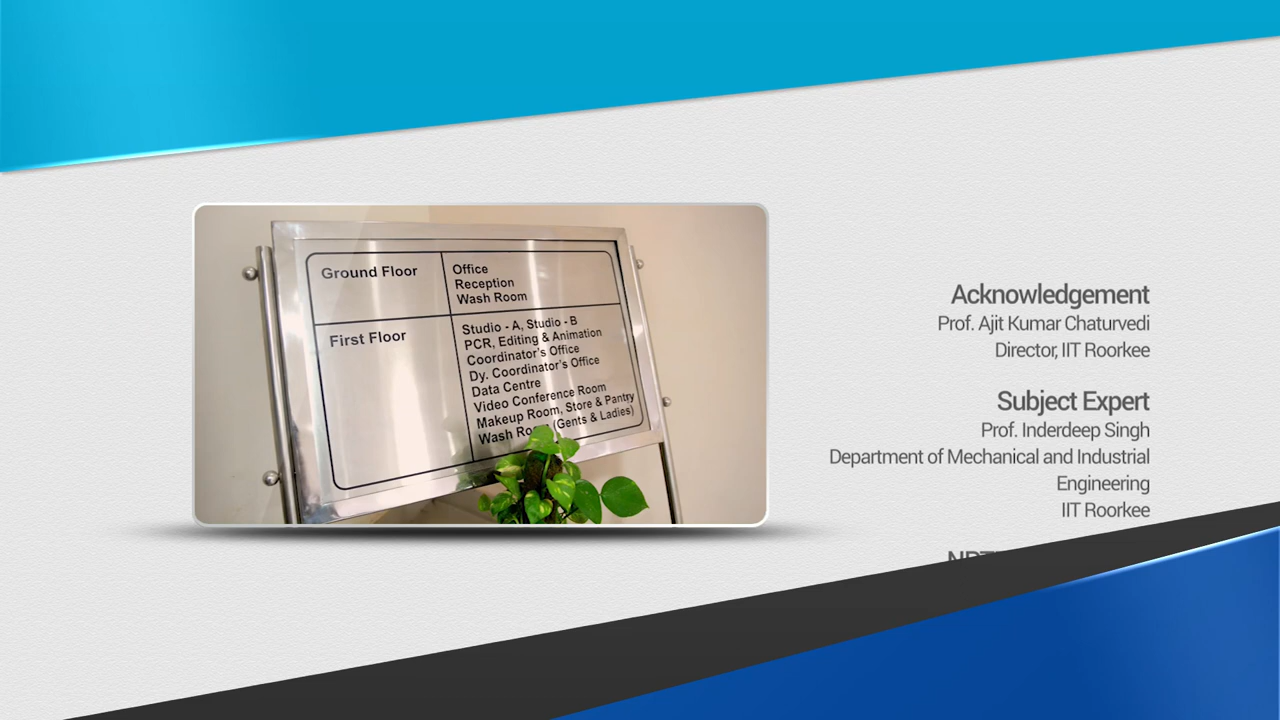 Ground Floor
Office
Reception
Wash Room
First Floor
Studio - A, Studio - B
PCR, Editing & Animation
Coordinator's Office
Dy. Coordinator's Office
Data Centre
Video Conference Room
Makeup Room, Store & Pantry
Wash Room (Gents & Ladies)
Acknowledgement
Prof. Ajit Kumar Chaturvedi
Director, IIT Roorkee
Subject Expert
Prof. Inderdeep Singh
Department of Mechanical and Industrial
Engineering
IIT Roorkee